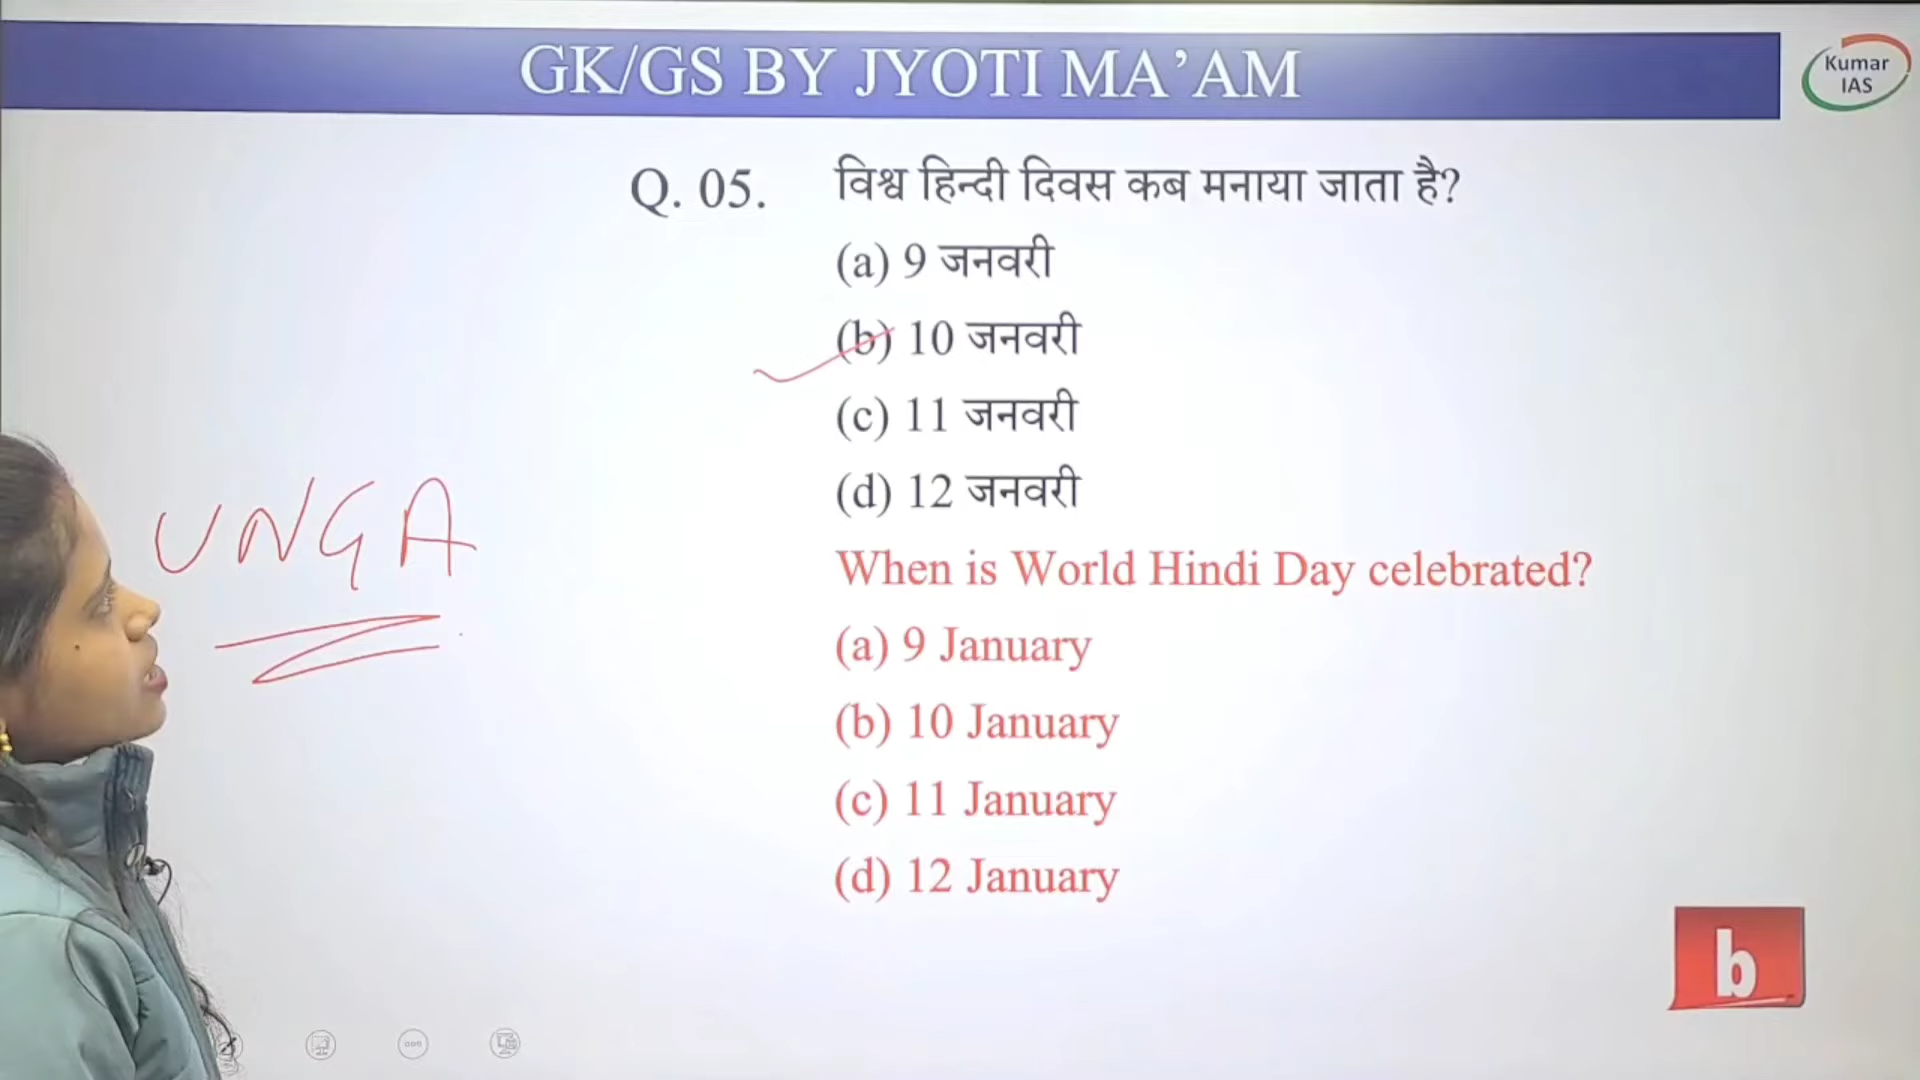 GK/GS BY JYOTI MA’AM
Kumar
IAS
Q. 05. विश्व हिन्दी दिवस कब मनाया जाता है?
(a) 9 जनवरी
(b) 10 जनवरी
(c) 11 जनवरी
(d) 12 जनवरी
UNGA
When is World Hindi Day celebrated?
(a) 9 January
(b) 10 January
(c) 11 January
(d) 12 January
b